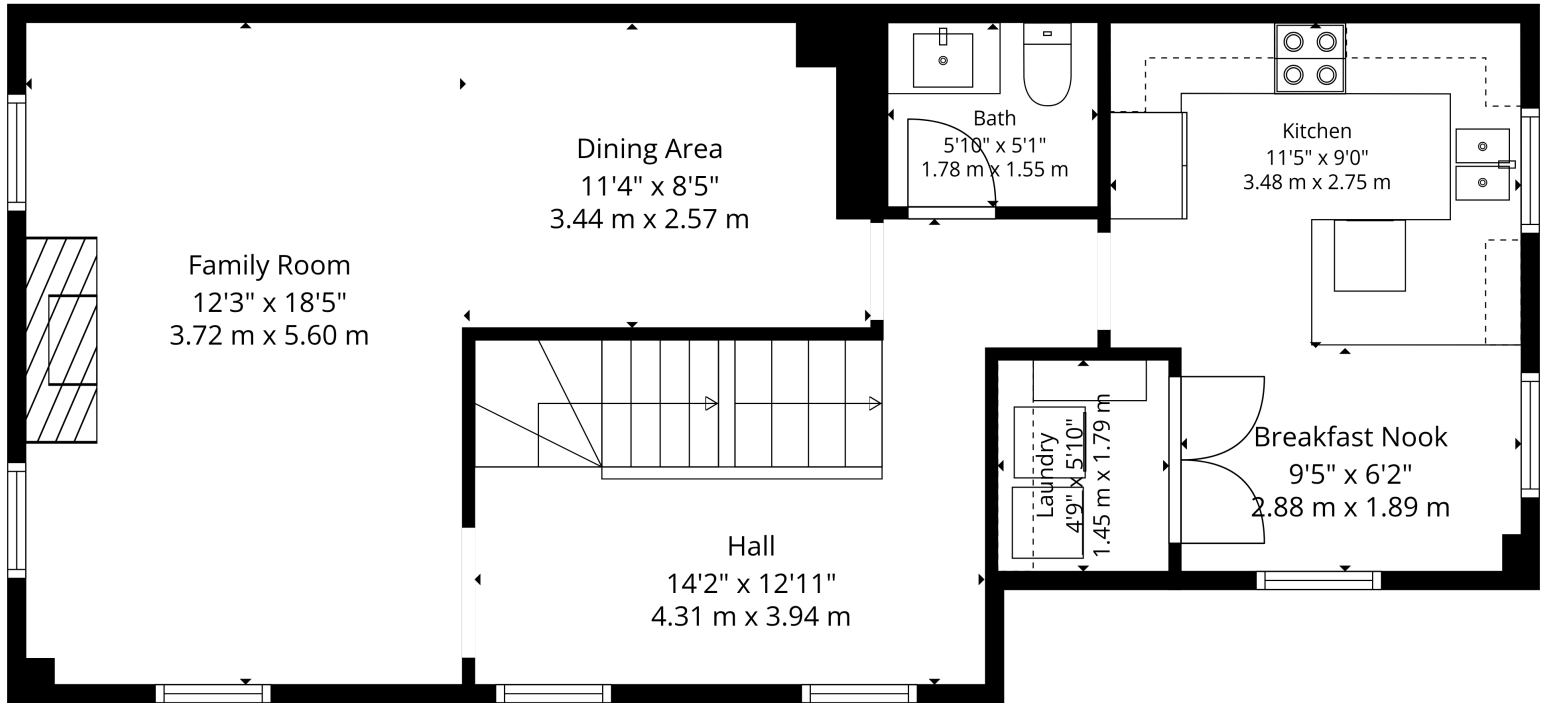 Family Room
12'3" x 18'5"
3.72 m x 5.60 m
Dining Area
11'4" x 8'5"
3.44 m x 2.57 m
Bath
5'10" x 5'1"
1.78 m x 1.55 m
Kitchen
11'5" x 9'0"
3.48 m x 2.75 m
Hall
14'2" x 12'11"
4.31 m x 3.94 m
Laundry
4'9" x 5'10"
1.45 m x 1.79 m
Breakfast Nook
9'5" x 6'2"
2.88 m x 1.89 m